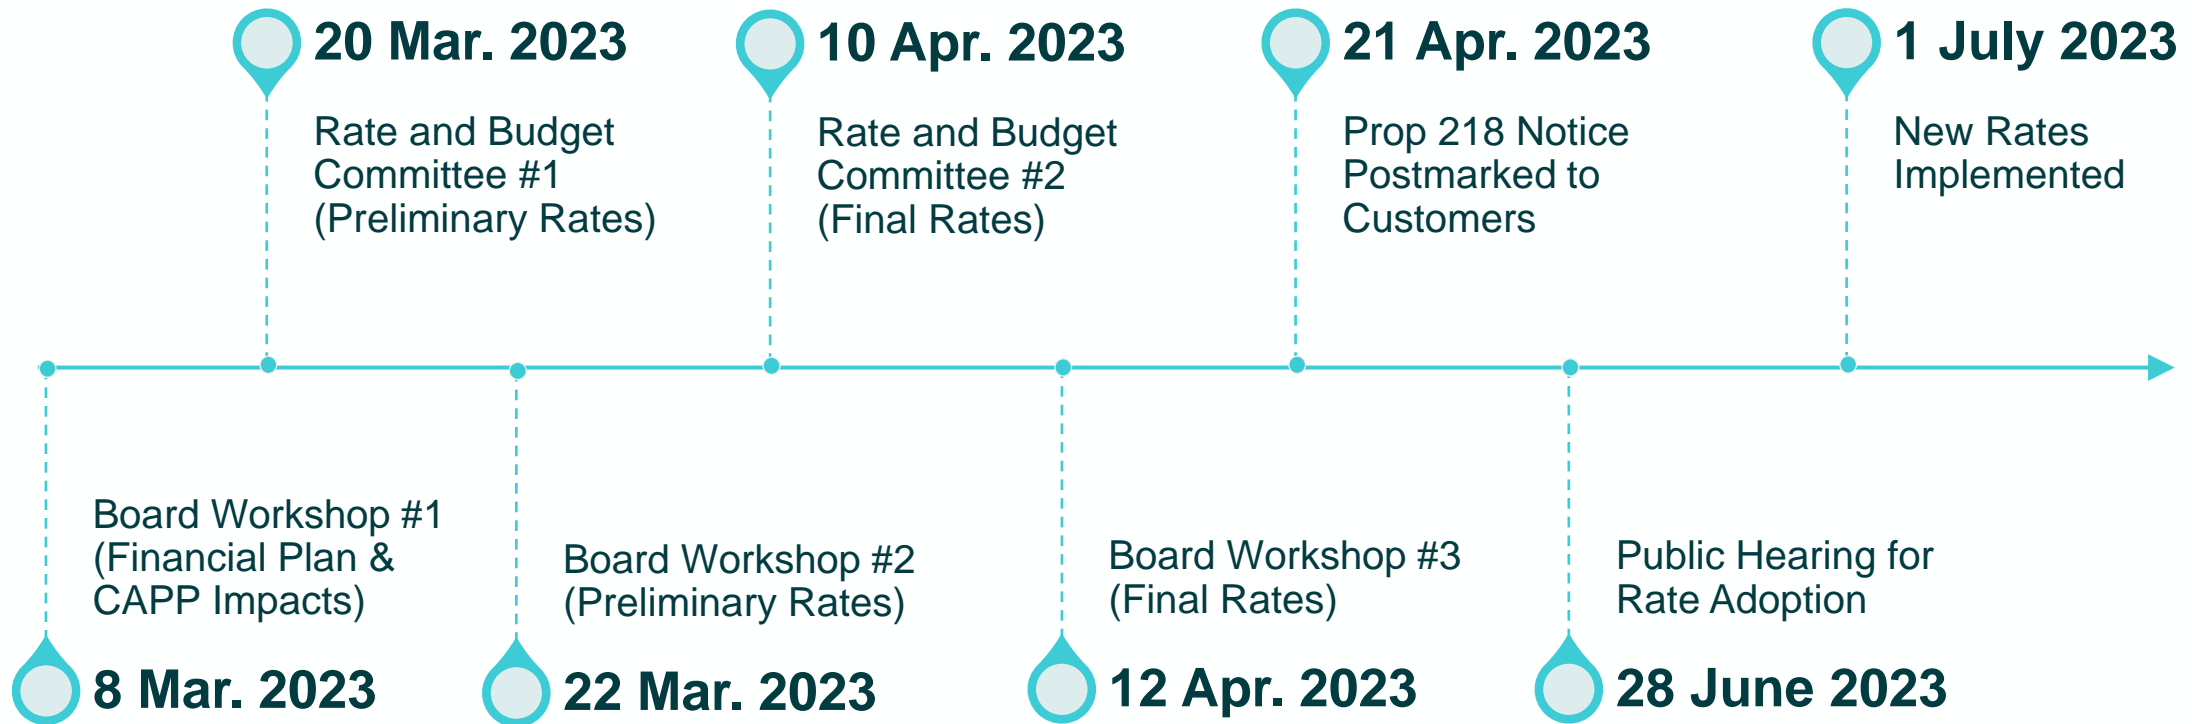 20 Mar. 2023
Rate and Budget
Committee #1
(Preliminary Rates)
10 Apr. 2023
Rate and Budget
Committee #2
(Final Rates)
21 Apr. 2023
Prop 218 Notice
Postmarked to
Customers
1 July 2023
New Rates
Implemented
Board Workshop #1
(Financial Plan &
CAPP Impacts)
8 Mar. 2023
Board Workshop #2
(Preliminary Rates)
22 Mar. 2023
Board Workshop #3
(Final Rates)
12 Apr. 2023
Public Hearing for
Rate Adoption
28 June 2023